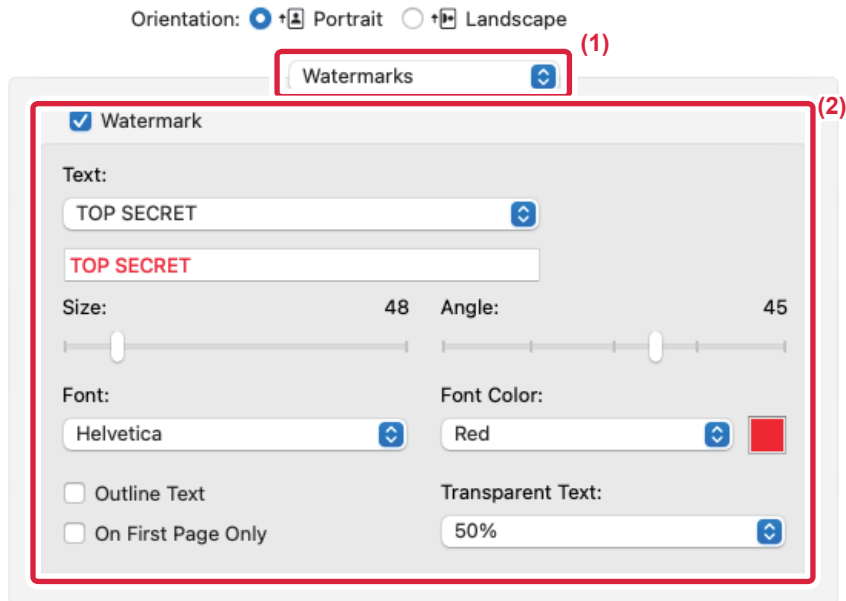 Orientation: Portrait Landscape
(1)
Watermarks
(2)
Watermark
Text:
TOP SECRET
TOP SECRET
Size: 48 Angle: 45
Font: Font Color:
Helvetica Red
Outline Text Transparent Text:
On First Page Only 50%